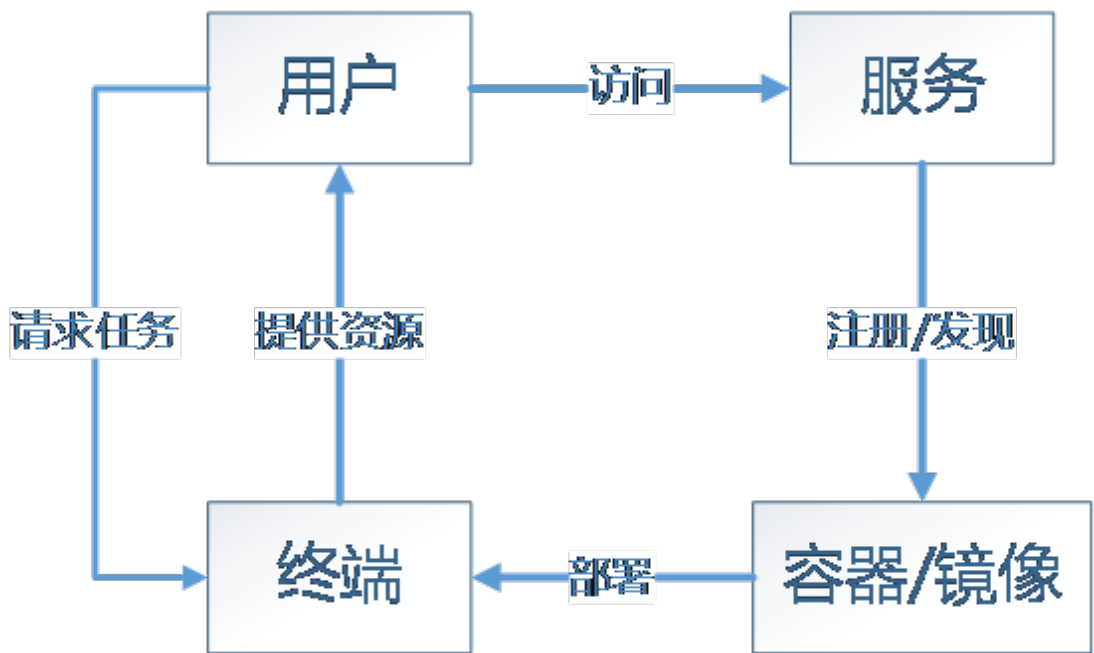 用户
访问
服务
请求任务
提供资源
注册/发现
终端
部署
容器/镜像